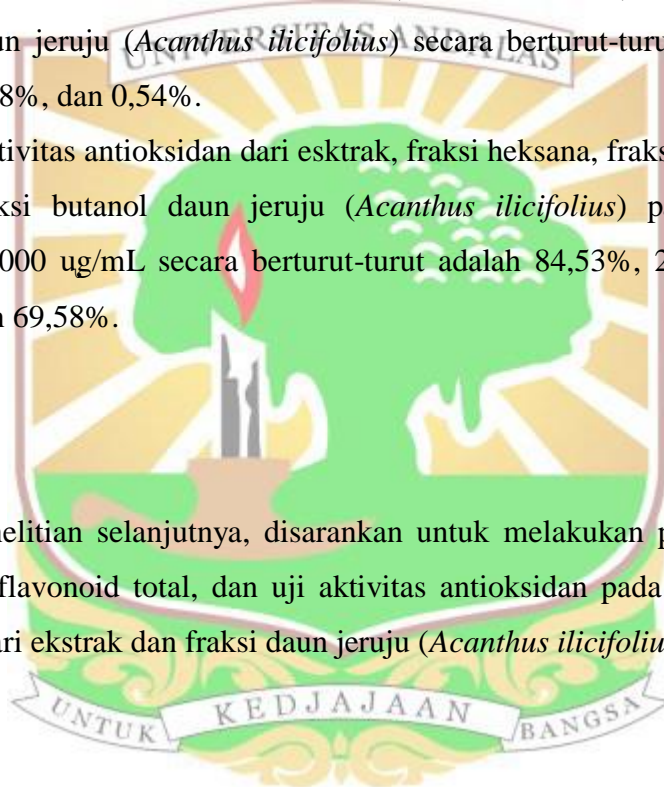 un jeruju (Acanthus ilicifolius) secara berturut-turu
8%, dan 0,54%.
tivitas antioksidan dari esktrak, fraksi heksana, fraks
ksi butanol daun jeruju (Acanthus ilicifolius) p
000 ug/mL secara berturut-turut adalah 84,53%, 2
n 69,58%.
nelitian selanjutnya, disarankan untuk melakukan p
flavonoid total, dan uji aktivitas antioksidan pada
ari ekstrak dan fraksi daun jeruju (Acanthus ilicifoliu
UNIVERSITAS ANDALAS
UNTUK KEDJAJAAN BANGSA